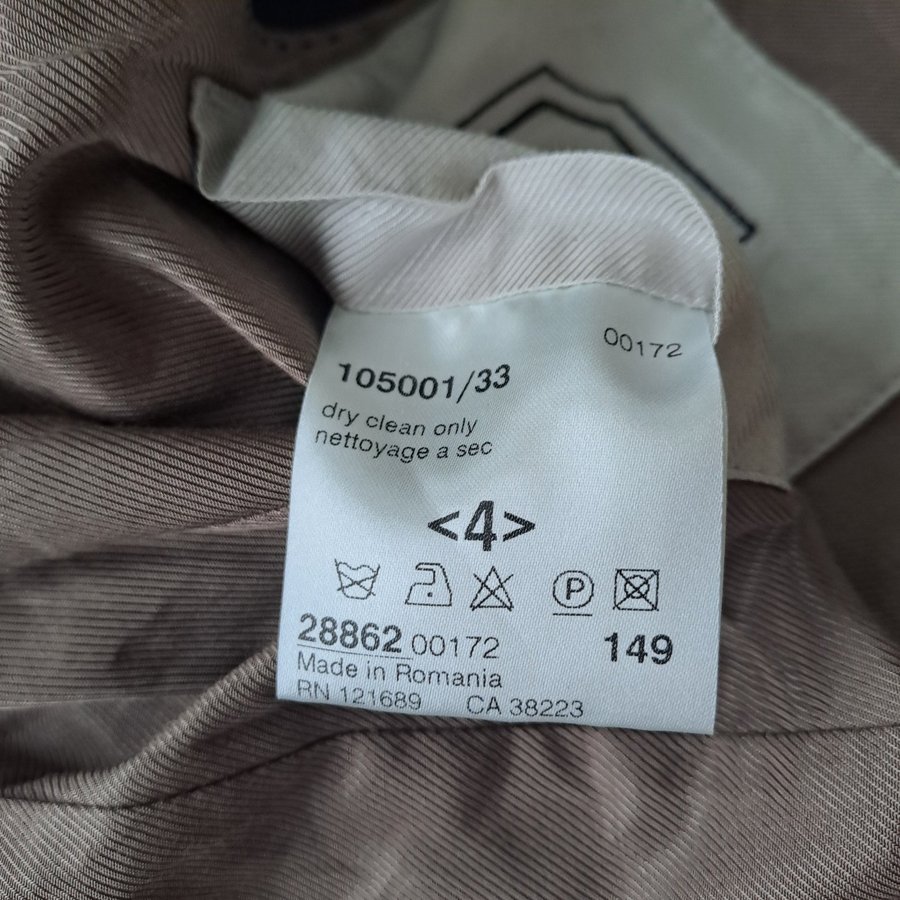 00172
105001/33
dry clean only
nettoyage a sec
<4>
P
28862 00172 149
Made in Romania
RN 121689 CA 38223